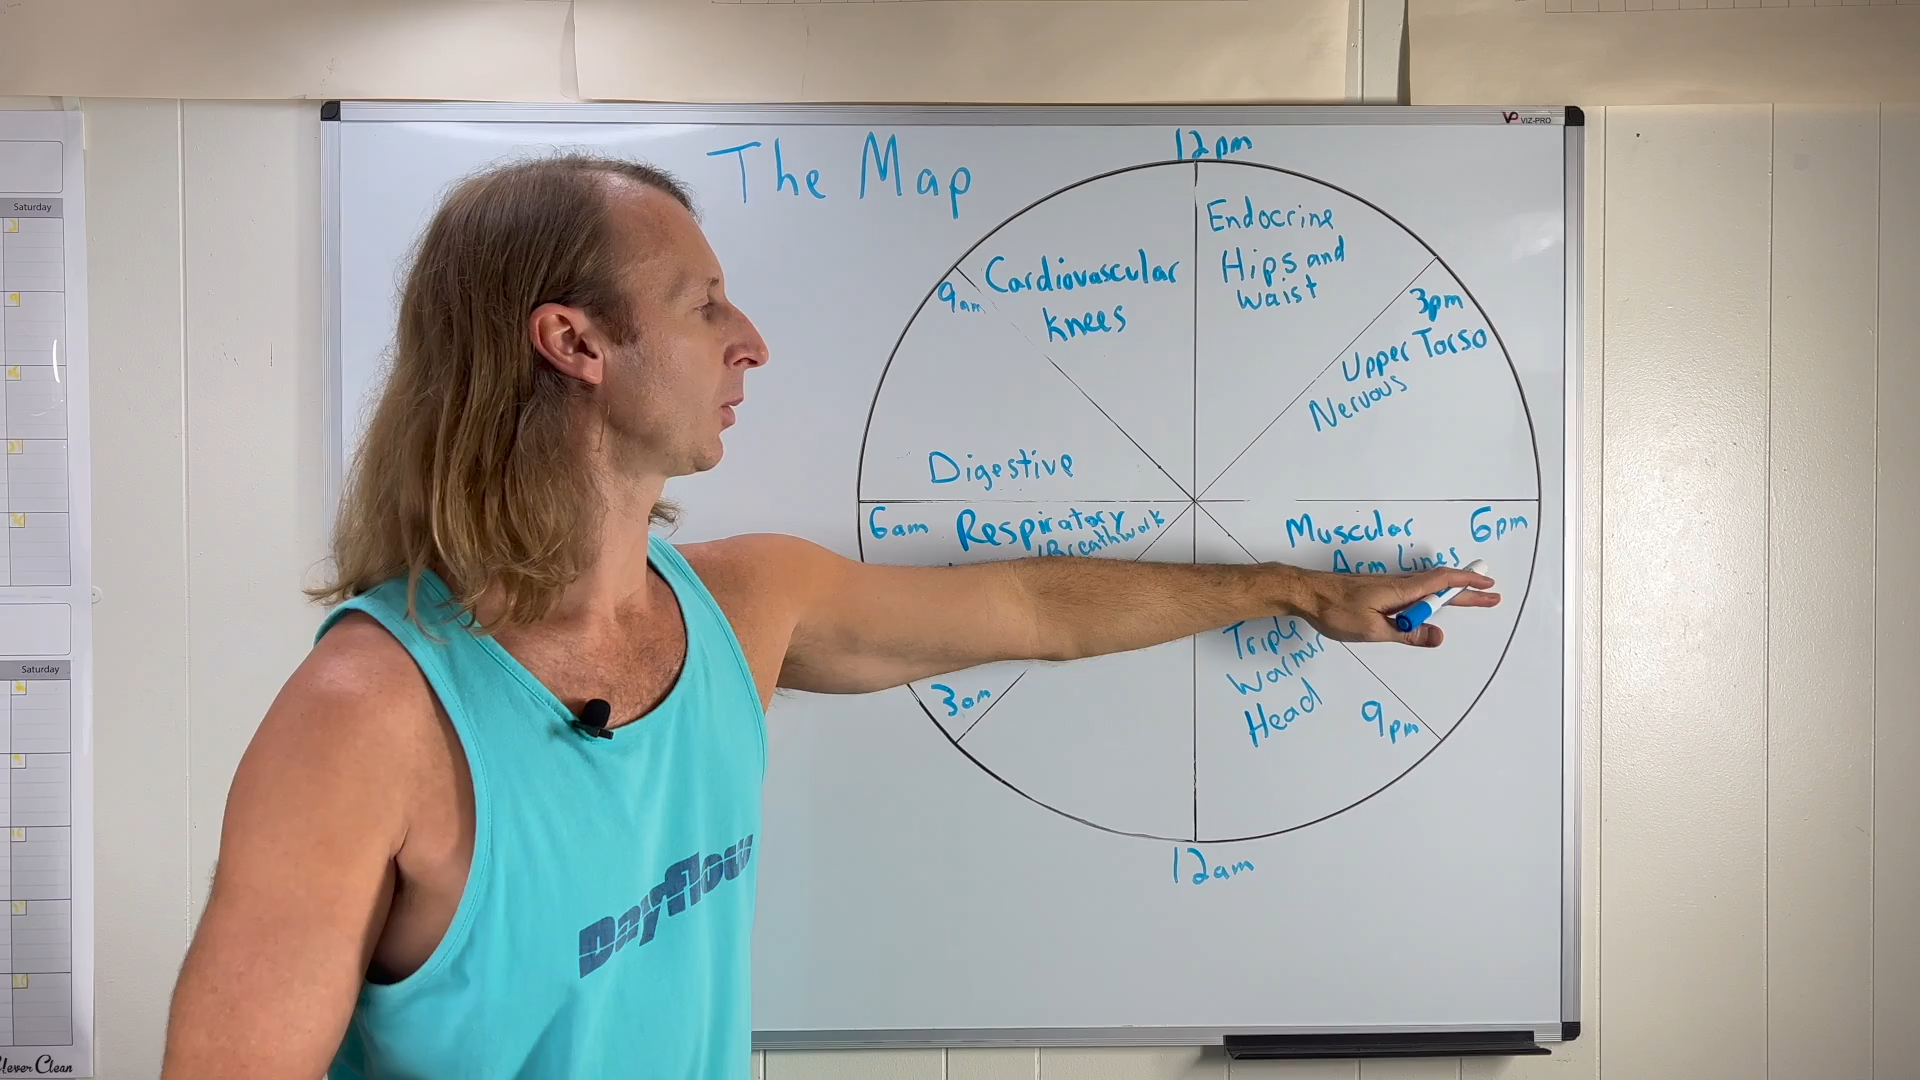 The Map
12pm
VP VIZ-PRO
Endocrine
Hips and
Waist
Cardiovascular
Knees
9am
3pm
Upper Torso
Nervous
Digestive
6am
Respiratory
Muscular
6pm
Arm Lines
Triple
Warmer
Head
3am
9pm
12am
Dayflow
Saturday
Saturday
Clever Clean